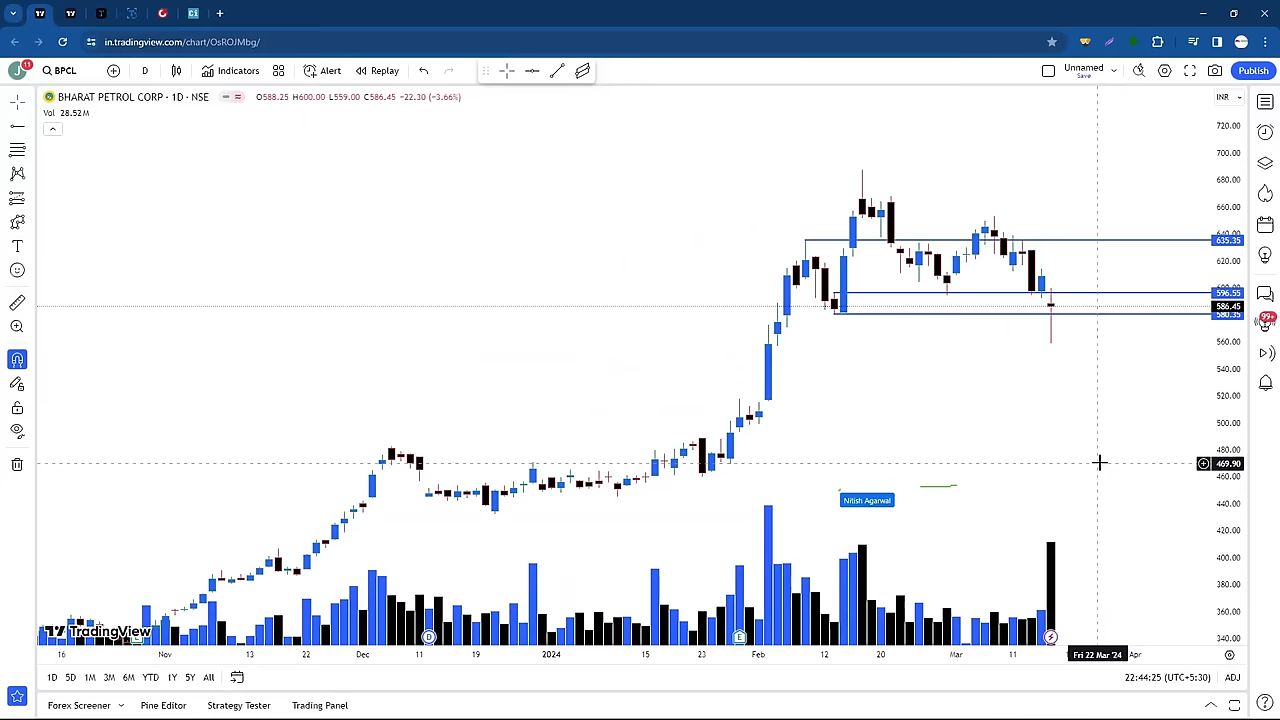 in.tradingview.com/chart/OsROJMbg/
J 11 BPCL D Indicators Alert Replay Unnamed Save Publish
BHARAT PETROL CORP · 1D · NSE O588.25 H600.00 L559.00 C586.45 −22.30 (−3.66%) INR
Vol 28.52M
720.00
700.00
680.00
660.00
635.35
620.00
596.55
586.45
580.35
560.00
540.00
520.00
500.00
480.00
469.90
460.00
440.00
420.00
400.00
380.00
360.00
340.00
99+
Nitish Agarwal
TradingView
D E
16 Nov 13 22 Dec 11 19 2024 15 23 Feb 12 20 Mar 11 Fri 22 Mar '24 Apr
1D 5D 1M 3M 6M YTD 1Y 5Y All 22:44:25 (UTC+5:30) ADJ
Forex Screener Pine Editor Strategy Tester Trading Panel